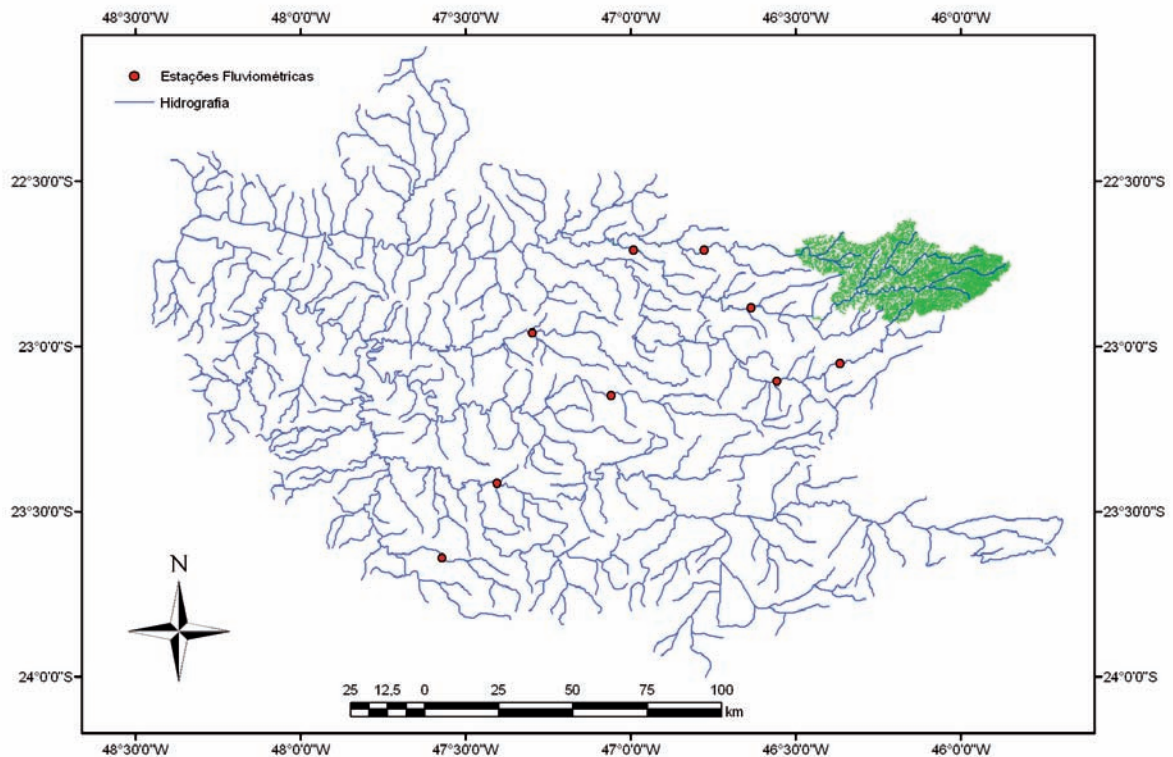 48°30'0"W 48°0'0"W 47°30'0"W 47°0'0"W 46°30'0"W 46°0'0"W
Estações Fluviométricas
Hidrografia
22°30'0"S 22°30'0"S
23°0'0"S 23°0'0"S
23°30'0"S 23°30'0"S
N
24°0'0"S 24°0'0"S
25 12,5 0 25 50 75 100
km
48°30'0"W 48°0'0"W 47°30'0"W 47°0'0"W 46°30'0"W 46°0'0"W